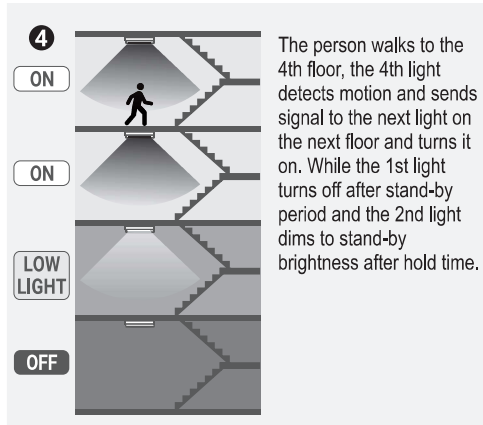 4
ON
ON
LOW
LIGHT
OFF
The person walks to the
4th floor, the 4th light
detects motion and sends
signal to the next light on
the next floor and turns it
on. While the 1st light
turns off after stand-by
period and the 2nd light
dims to stand-by
brightness after hold time.